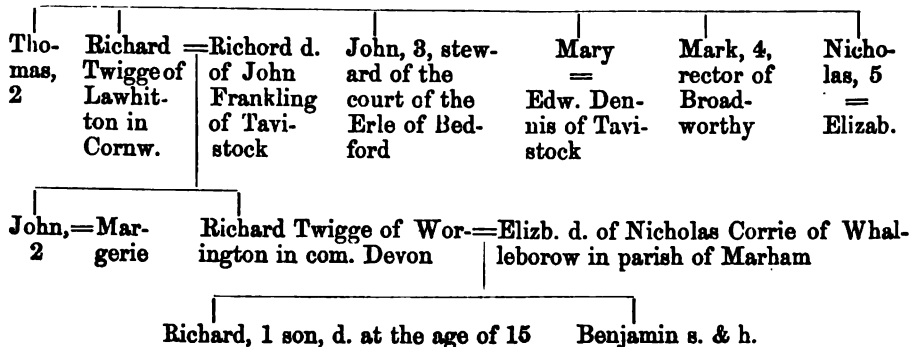 Tho-
mas,
2
Richard
Twigge of
Lawhit-
ton in
Cornw.
=Richord d.
of John
Frankling
of Tavi-
stock
John, 3, stew-
ard of the
court of the
Erle of Bed-
ford
Mary
=
Edw. Den-
nis of Tavi-
stock
Mark, 4,
rector of
Broad-
worthy
Nicho-
las, 5
=
Elizab.
John,
2
=Mar-
gerie
Richard Twigge of Wor-
ington in com. Devon
=Elizb. d. of Nicholas Corrie of Whal-
leborow in parish of Marham
Richard, 1 son, d. at the age of 15
Benjamin s. & h.